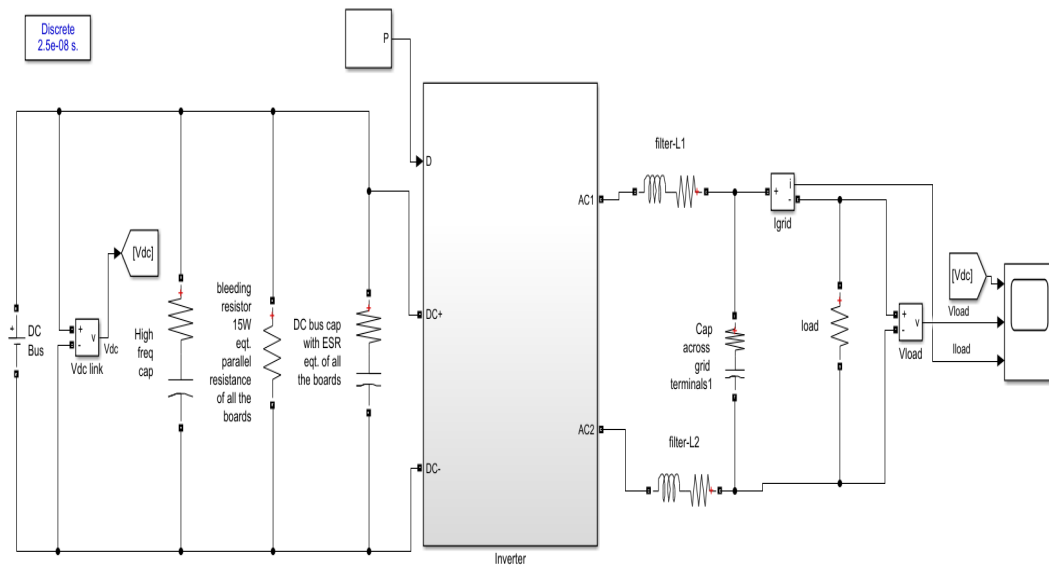 Discrete
2.5e-08 s.
P
D
AC1
AC2
DC+
DC-
Inverter
+
DC
Bus
+
-
v
Vdc
Vdc link
[Vdc]
High
freq
cap
+
bleeding
resistor
15W
eqt.
parallel
resistance
of all the
boards
+
DC bus cap
with ESR
eqt. of all
the boards
+
filter-L1
+
filter-L2
+
Cap
across
grid
terminals1
+
+
i
-
Igrid
load
+
+
-
v
Vload
[Vdc]
Vload
Iload